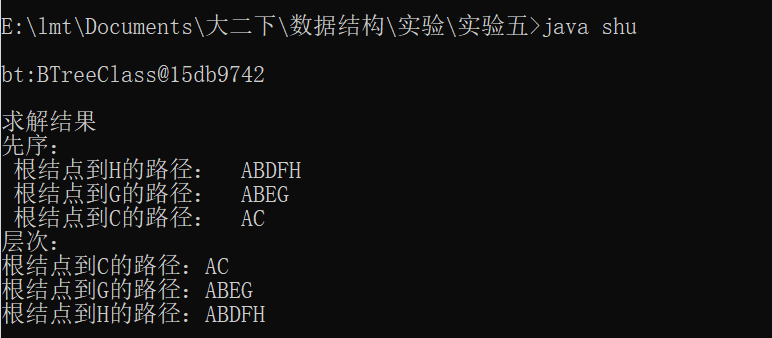 E:\lmt\Documents\大二下\数据结构\实验\实验五>java shu
bt:BTreeClass@15db9742
求解结果
先序：
根结点到H的路径： ABDFH
根结点到G的路径： ABEG
根结点到C的路径： AC
层次：
根结点到C的路径：AC
根结点到G的路径：ABEG
根结点到H的路径：ABDFH